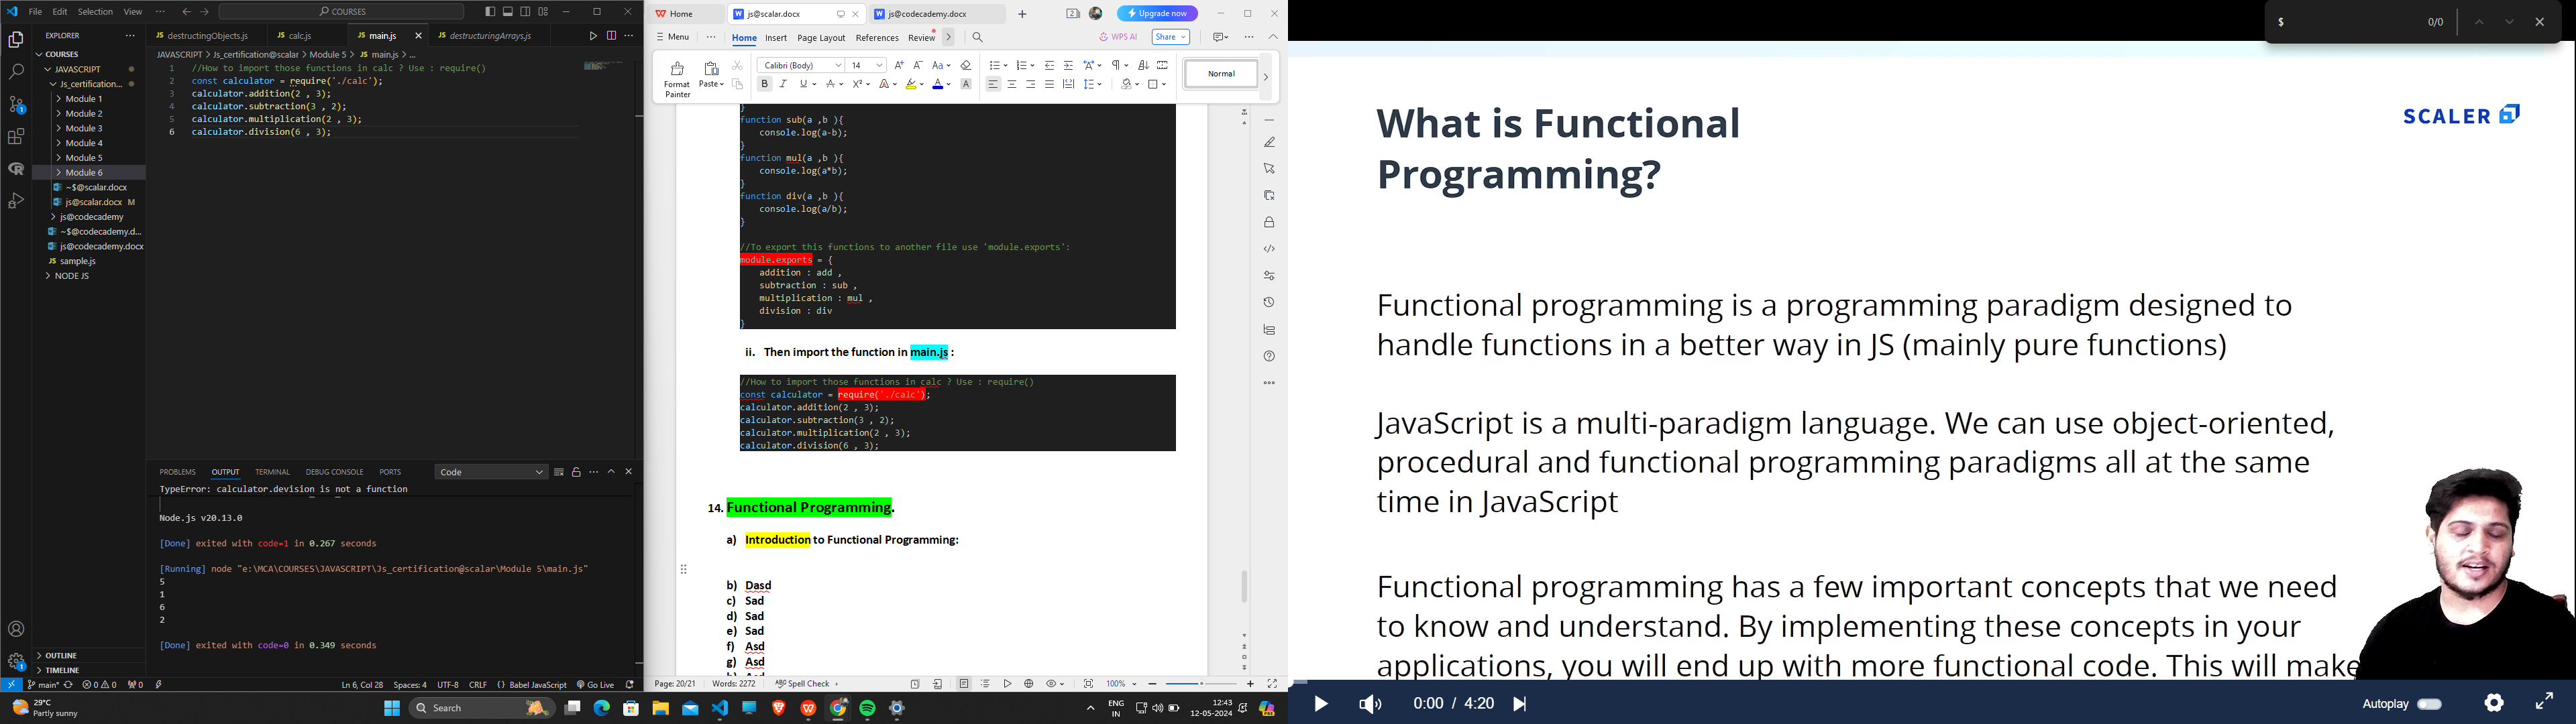 File Edit Selection View ··· COURSES
EXPLORER
COURSES
JAVASCRIPT
Js_certification...
Module 1
Module 2
Module 3
Module 4
Module 5
Module 6
~$@scalar.docx
js@scalar.docx M
js@codecademy
~$@codecademy.d...
js@codecademy.docx
JS sample.js
NODE JS
OUTLINE
TIMELINE
JS destructingObjects.js JS calc.js JS main.js JS destructuringArrays.js
JAVASCRIPT > Js_certification@scalar > Module 5 > JS main.js > ...
1 //How to import those functions in calc ? Use : require()
2 const calculator = require('./calc');
3 calculator.addition(2 , 3);
4 calculator.subtraction(3 , 2);
5 calculator.multiplication(2 , 3);
6 calculator.division(6 , 3);
PROBLEMS OUTPUT TERMINAL DEBUG CONSOLE PORTS Code
TypeError: calculator.devision is not a function
Node.js v20.13.0
[Done] exited with code=1 in 0.267 seconds
[Running] node "e:\MCA\COURSES\JAVASCRIPT\Js_certification@scalar\Module 5\main.js"
5
1
6
2
[Done] exited with code=0 in 0.349 seconds
main* 0 0 0 Ln 6, Col 28 Spaces: 4 UTF-8 CRLF {} Babel JavaScript Go Live
Home js@scalar.docx js@codecademy.docx + 2 Upgrade now
Menu ··· Home Insert Page Layout References Review WPS AI Share
Format Painter
Paste
Calibri (Body) 14
Normal
}
function sub(a ,b ){
console.log(a-b);
}
function mul(a ,b ){
console.log(a*b);
}
function div(a ,b ){
console.log(a/b);
}
//To export this functions to another file use 'module.exports':
module.exports = {
addition : add ,
subtraction : sub ,
multiplication : mul ,
division : div
}
ii. Then import the function in main.js :
//How to import those functions in calc ? Use : require()
const calculator = require('./calc');
calculator.addition(2 , 3);
calculator.subtraction(3 , 2);
calculator.multiplication(2 , 3);
calculator.division(6 , 3);
14. Functional Programming.
a) Introduction to Functional Programming:
b) Dasd
c) Sad
d) Sad
e) Sad
f) Asd
g) Asd
Page: 20/21 Words: 2272 Spell Check 100%
$ 0/0
What is Functional
Programming?
SCALER
Functional programming is a programming paradigm designed to
handle functions in a better way in JS (mainly pure functions)
JavaScript is a multi-paradigm language. We can use object-oriented,
procedural and functional programming paradigms all at the same
time in JavaScript
Functional programming has a few important concepts that we need
to know and understand. By implementing these concepts in your
applications, you will end up with more functional code. This will make
0:00 / 4:20 Autoplay
29°C
Partly sunny
Search
ENG
IN
12:43
12-05-2024